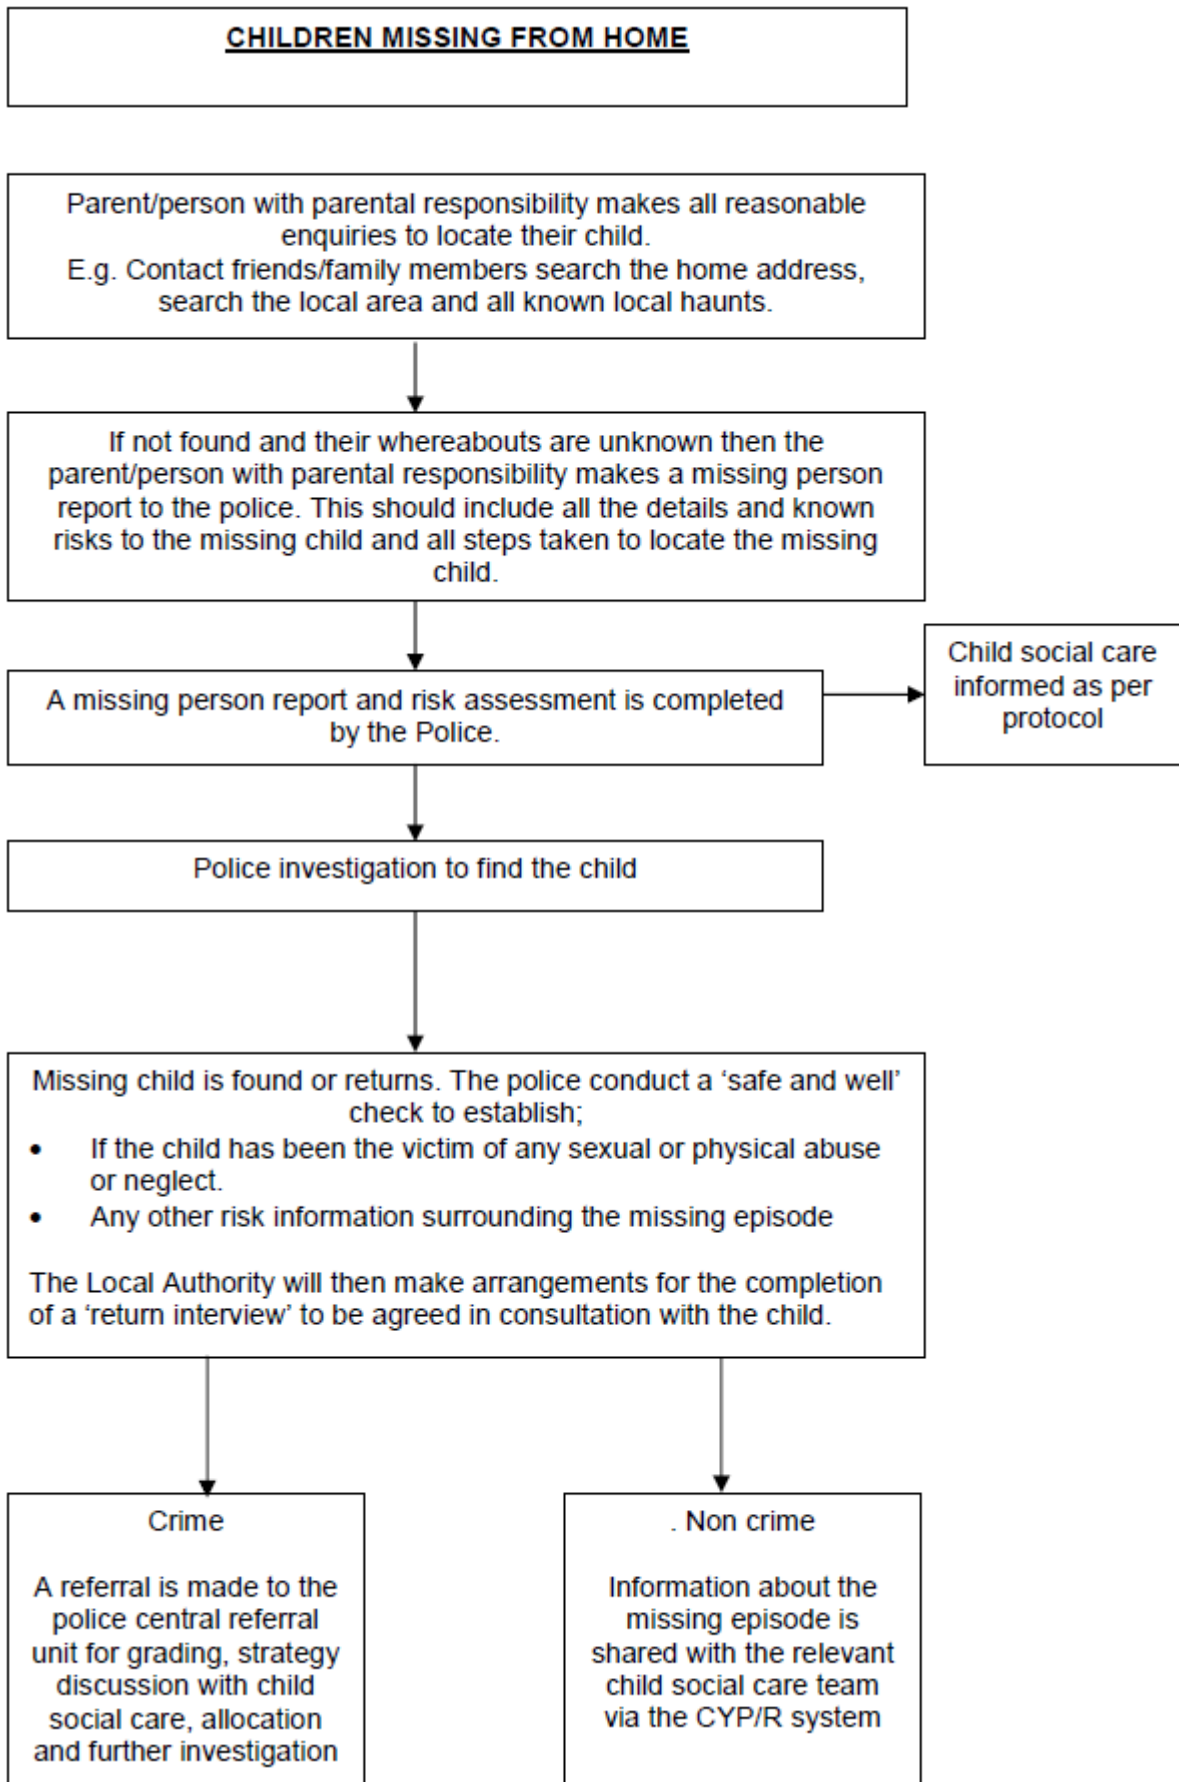 CHILDREN MISSING FROM HOME
Parent/person with parental responsibility makes all reasonable
enquiries to locate their child.
E.g. Contact friends/family members search the home address,
search the local area and all known local haunts.
If not found and their whereabouts are unknown then the
parent/person with parental responsibility makes a missing person
report to the police. This should include all the details and known
risks to the missing child and all steps taken to locate the missing
child.
A missing person report and risk assessment is completed
by the Police.
Child social care
informed as per
protocol
Police investigation to find the child
Missing child is found or returns. The police conduct a ‘safe and well’
check to establish;
• If the child has been the victim of any sexual or physical abuse
or neglect.
• Any other risk information surrounding the missing episode
The Local Authority will then make arrangements for the completion
of a ‘return interview’ to be agreed in consultation with the child.
Crime
A referral is made to the
police central referral
unit for grading, strategy
discussion with child
social care, allocation
and further investigation
. Non crime
Information about the
missing episode is
shared with the relevant
child social care team
via the CYP/R system